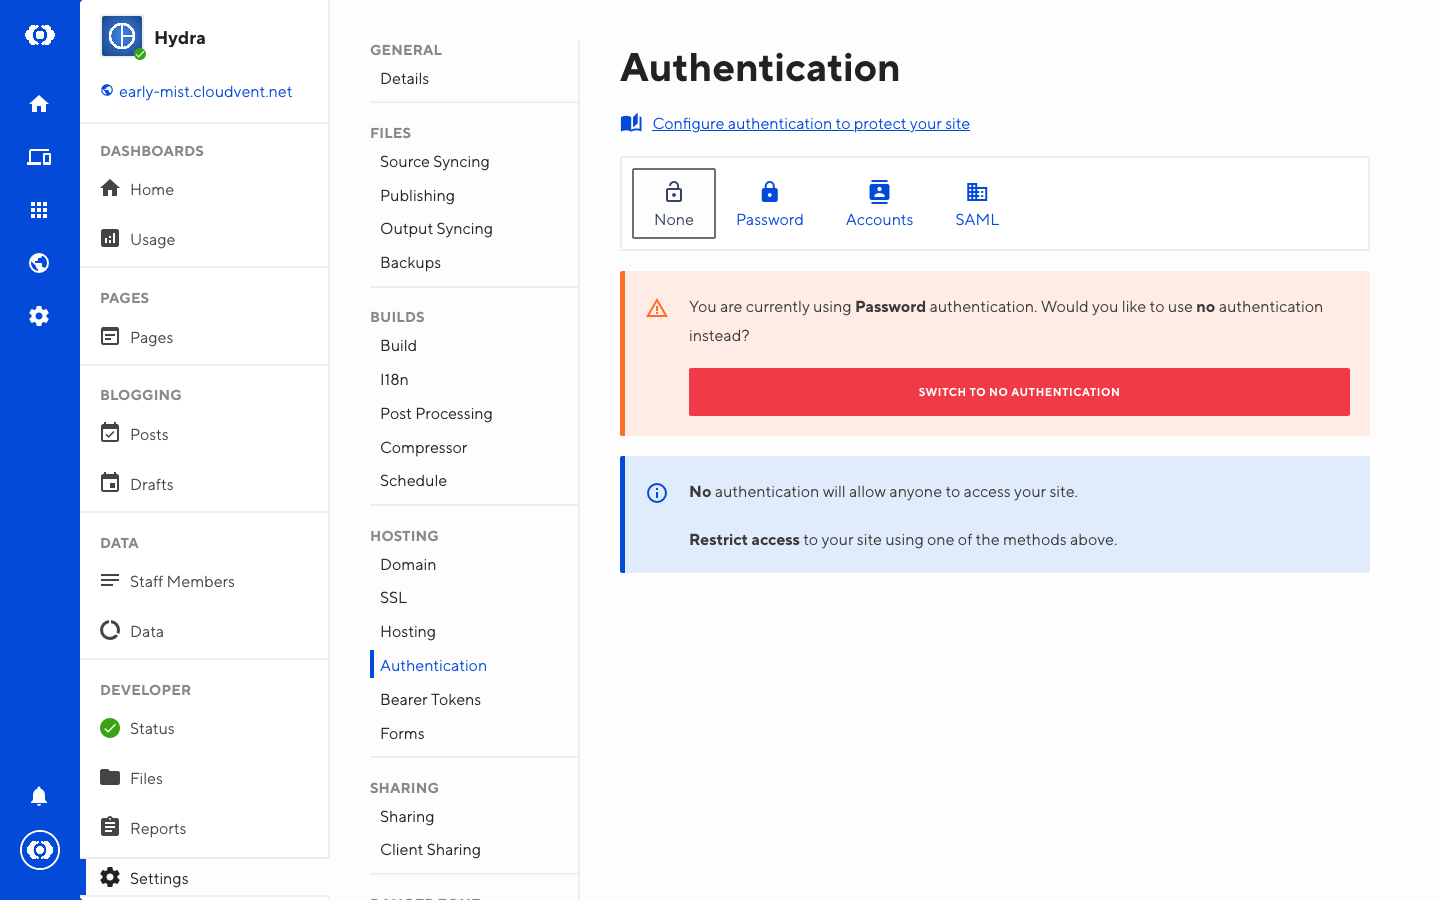 Hydra
early-mist.cloudvent.net
DASHBOARDS
Home
Usage
PAGES
Pages
BLOGGING
Posts
Drafts
DATA
Staff Members
Data
DEVELOPER
Status
Files
Reports
Settings
GENERAL
Details
FILES
Source Syncing
Publishing
Output Syncing
Backups
BUILDS
Build
I18n
Post Processing
Compressor
Schedule
HOSTING
Domain
SSL
Hosting
Authentication
Bearer Tokens
Forms
SHARING
Sharing
Client Sharing
Authentication
Configure authentication to protect your site
None
Password
Accounts
SAML
You are currently using Password authentication. Would you like to use no authentication
instead?
SWITCH TO NO AUTHENTICATION
No authentication will allow anyone to access your site.
Restrict access to your site using one of the methods above.